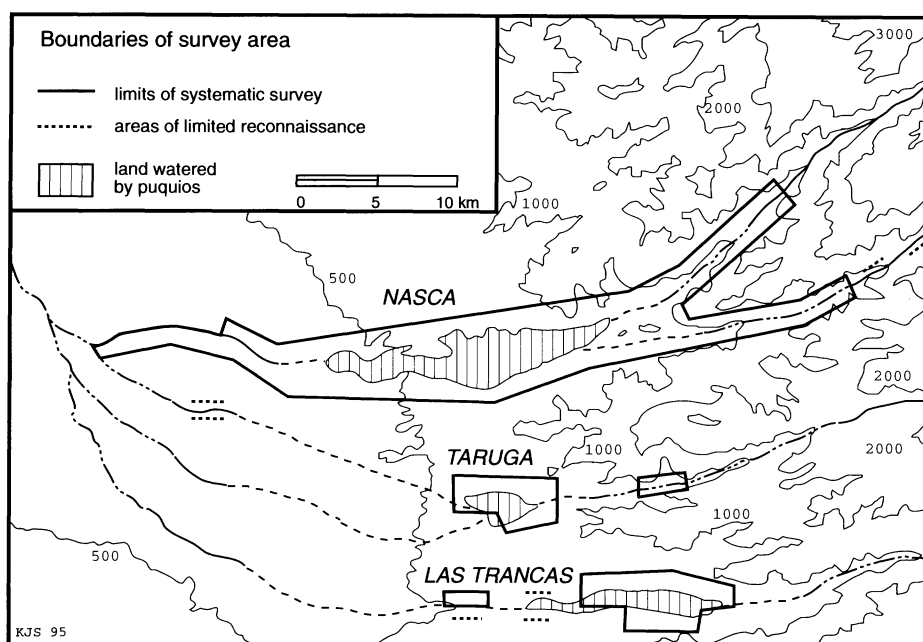 Boundaries of survey area
limits of systematic survey
areas of limited reconnaissance
land watered
by puquios
0 5 10 km
3000
2000
1000
500
NASCA
2000
TARUGA
1000
2000
1000
500
LAS TRANCAS
KJS 95